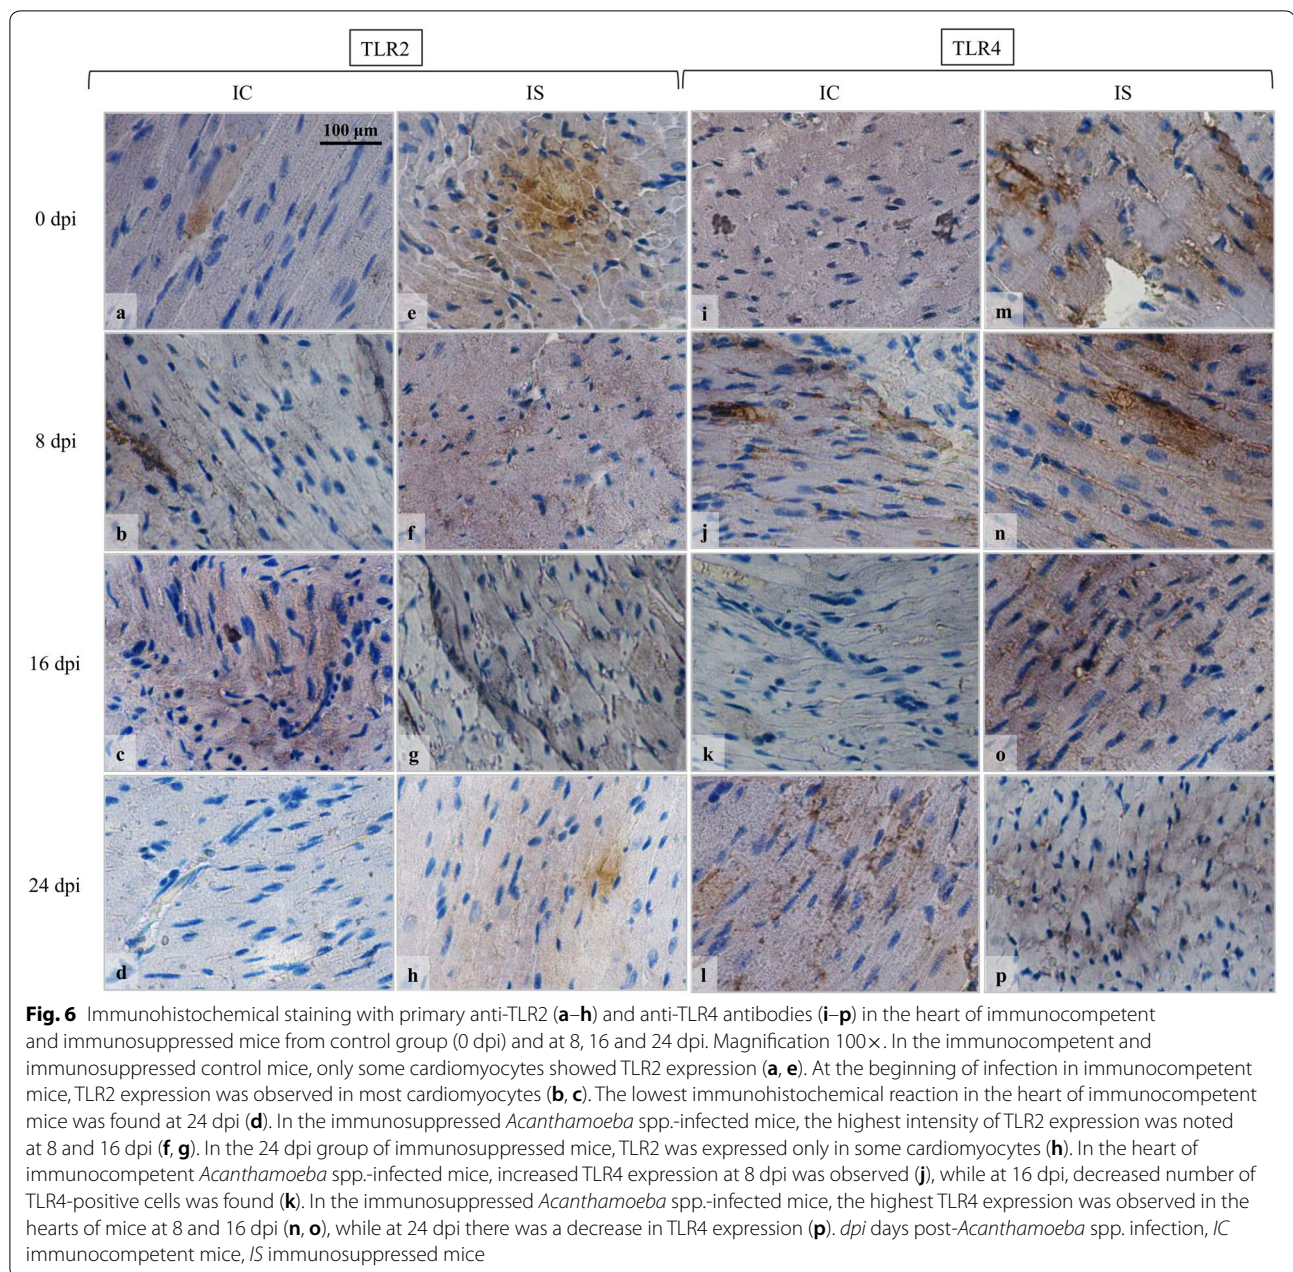 TLR2 TLR4
IC IS IC IS
100 µm
0 dpi
a e i m
8 dpi
b f j n
16 dpi
c g k o
24 dpi
d h l p
Fig. 6 Immunohistochemical staining with primary anti-TLR2 (a–h) and anti-TLR4 antibodies (i–p) in the heart of immunocompetent
and immunosuppressed mice from control group (0 dpi) and at 8, 16 and 24 dpi. Magnification 100×. In the immunocompetent and
immunosuppressed control mice, only some cardiomyocytes showed TLR2 expression (a, e). At the beginning of infection in immunocompetent
mice, TLR2 expression was observed in most cardiomyocytes (b, c). The lowest immunohistochemical reaction in the heart of immunocompetent
mice was found at 24 dpi (d). In the immunosuppressed Acanthamoeba spp.-infected mice, the highest intensity of TLR2 expression was noted
at 8 and 16 dpi (f, g). In the 24 dpi group of immunosuppressed mice, TLR2 was expressed only in some cardiomyocytes (h). In the heart of
immunocompetent Acanthamoeba spp.-infected mice, increased TLR4 expression at 8 dpi was observed (j), while at 16 dpi, decreased number of
TLR4-positive cells was found (k). In the immunosuppressed Acanthamoeba spp.-infected mice, the highest TLR4 expression was observed in the
hearts of mice at 8 and 16 dpi (n, o), while at 24 dpi there was a decrease in TLR4 expression (p). dpi days post-Acanthamoeba spp. infection, IC
immunocompetent mice, IS immunosuppressed mice